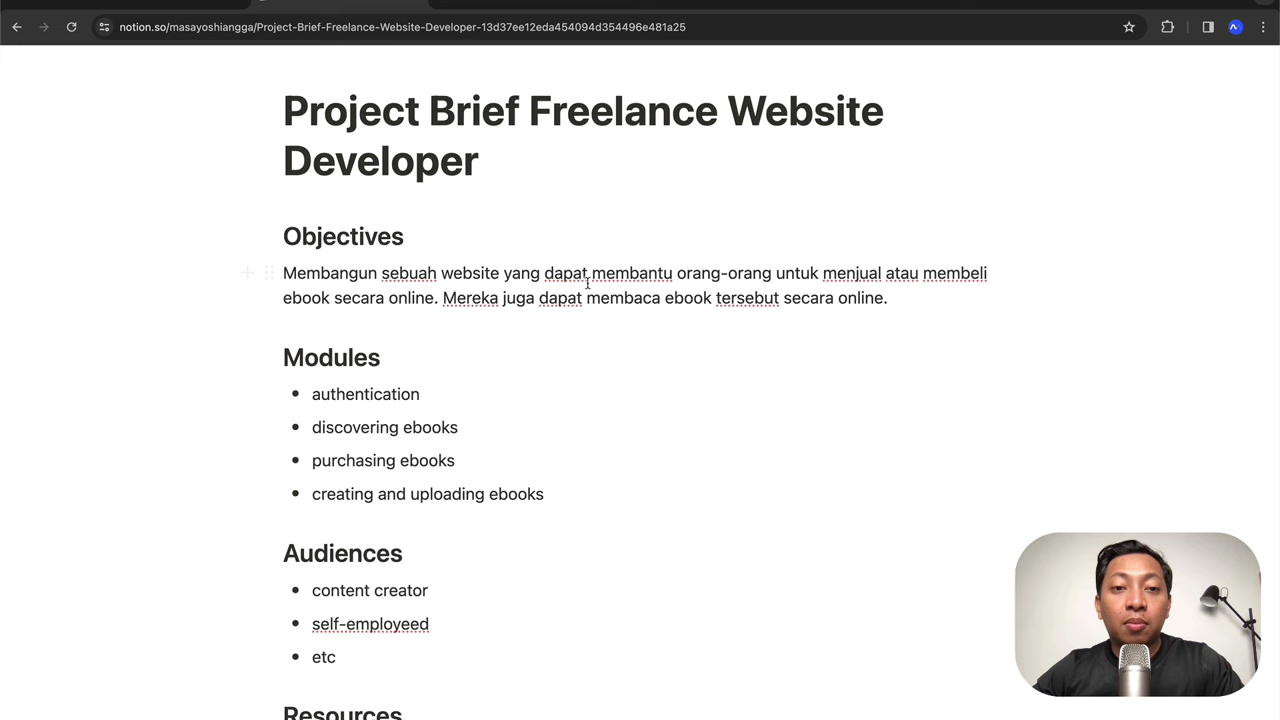 notion.so/masayoshiangga/Project-Brief-Freelance-Website-Developer-13d37ee12eda454094d354496e481a25
Project Brief Freelance Website
Developer
Objectives
Membangun sebuah website yang dapat membantu orang-orang untuk menjual atau membeli
ebook secara online. Mereka juga dapat membaca ebook tersebut secara online.
Modules
authentication
discovering ebooks
purchasing ebooks
creating and uploading ebooks
Audiences
content creator
self-employeed
etc
Resources